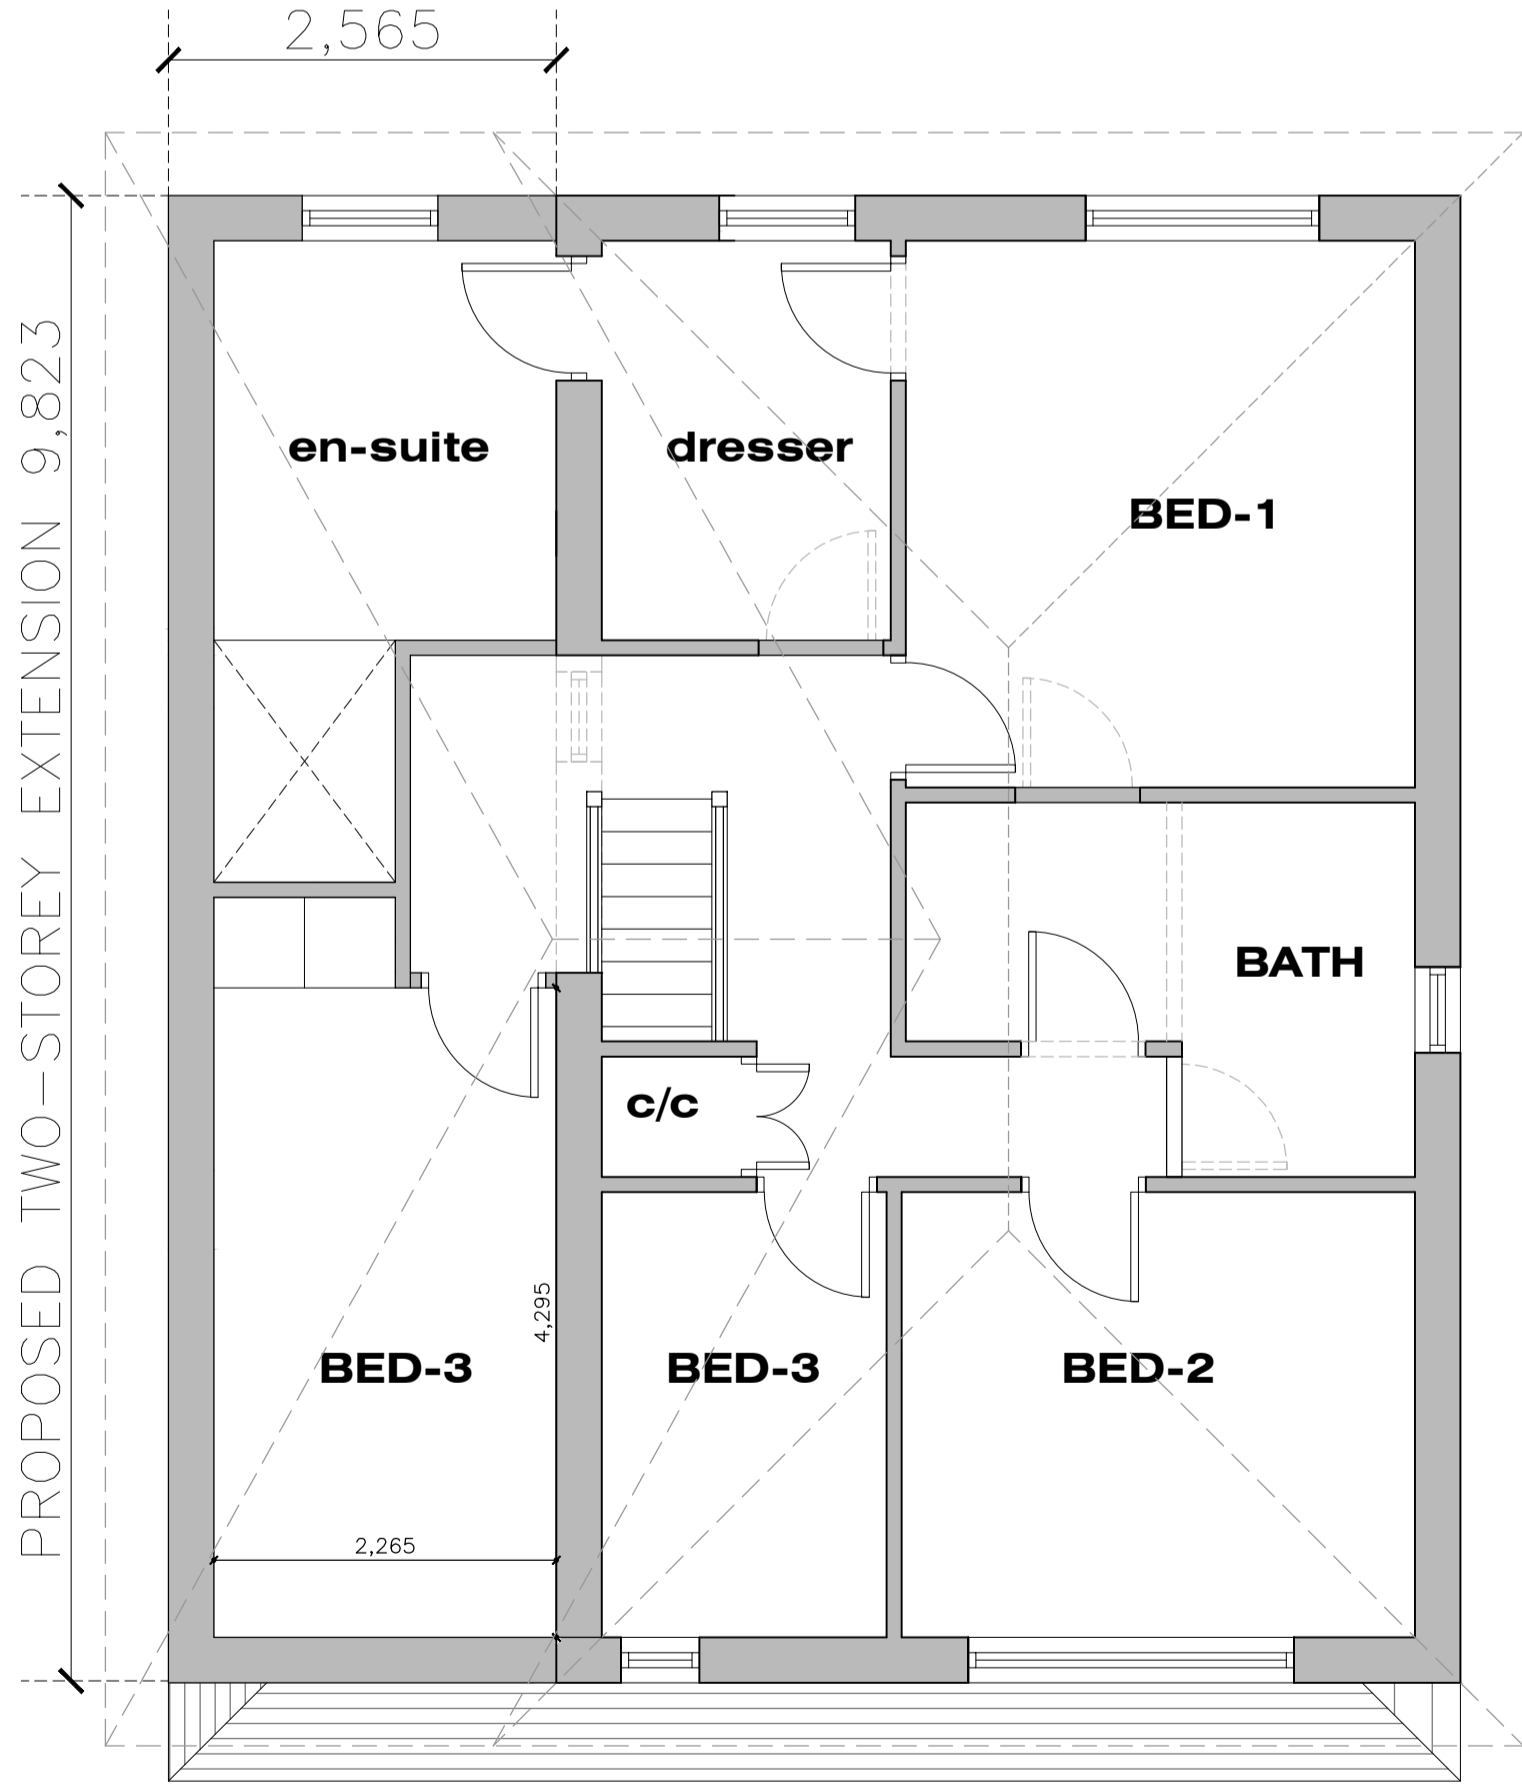 2,565
PROPOSED TWO-STOREY EXTENSION 9,823
en-suite
dresser
BED-1
BATH
c/c
4,295
BED-3
BED-3
BED-2
2,265